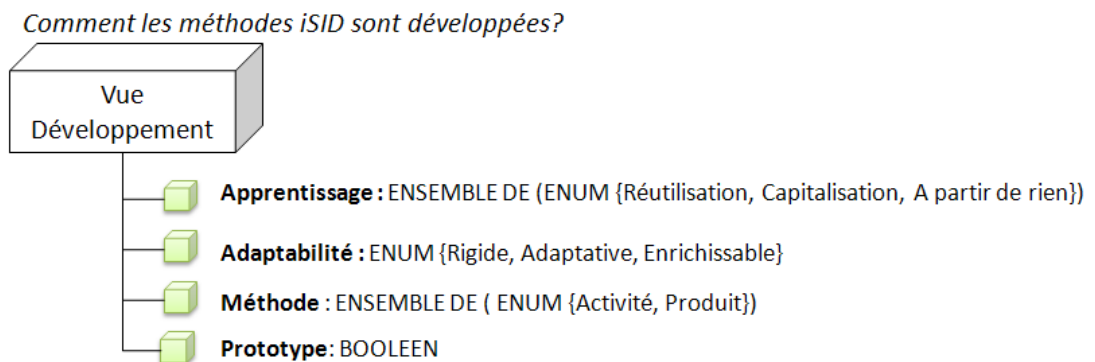 Comment les méthodes iSID sont développées?
Vue
Développement
Apprentissage : ENSEMBLE DE (ENUM {Réutilisation, Capitalisation, A partir de rien})
Adaptabilité : ENUM {Rigide, Adaptative, Enrichissable}
Méthode : ENSEMBLE DE ( ENUM {Activité, Produit})
Prototype: BOOLEEN